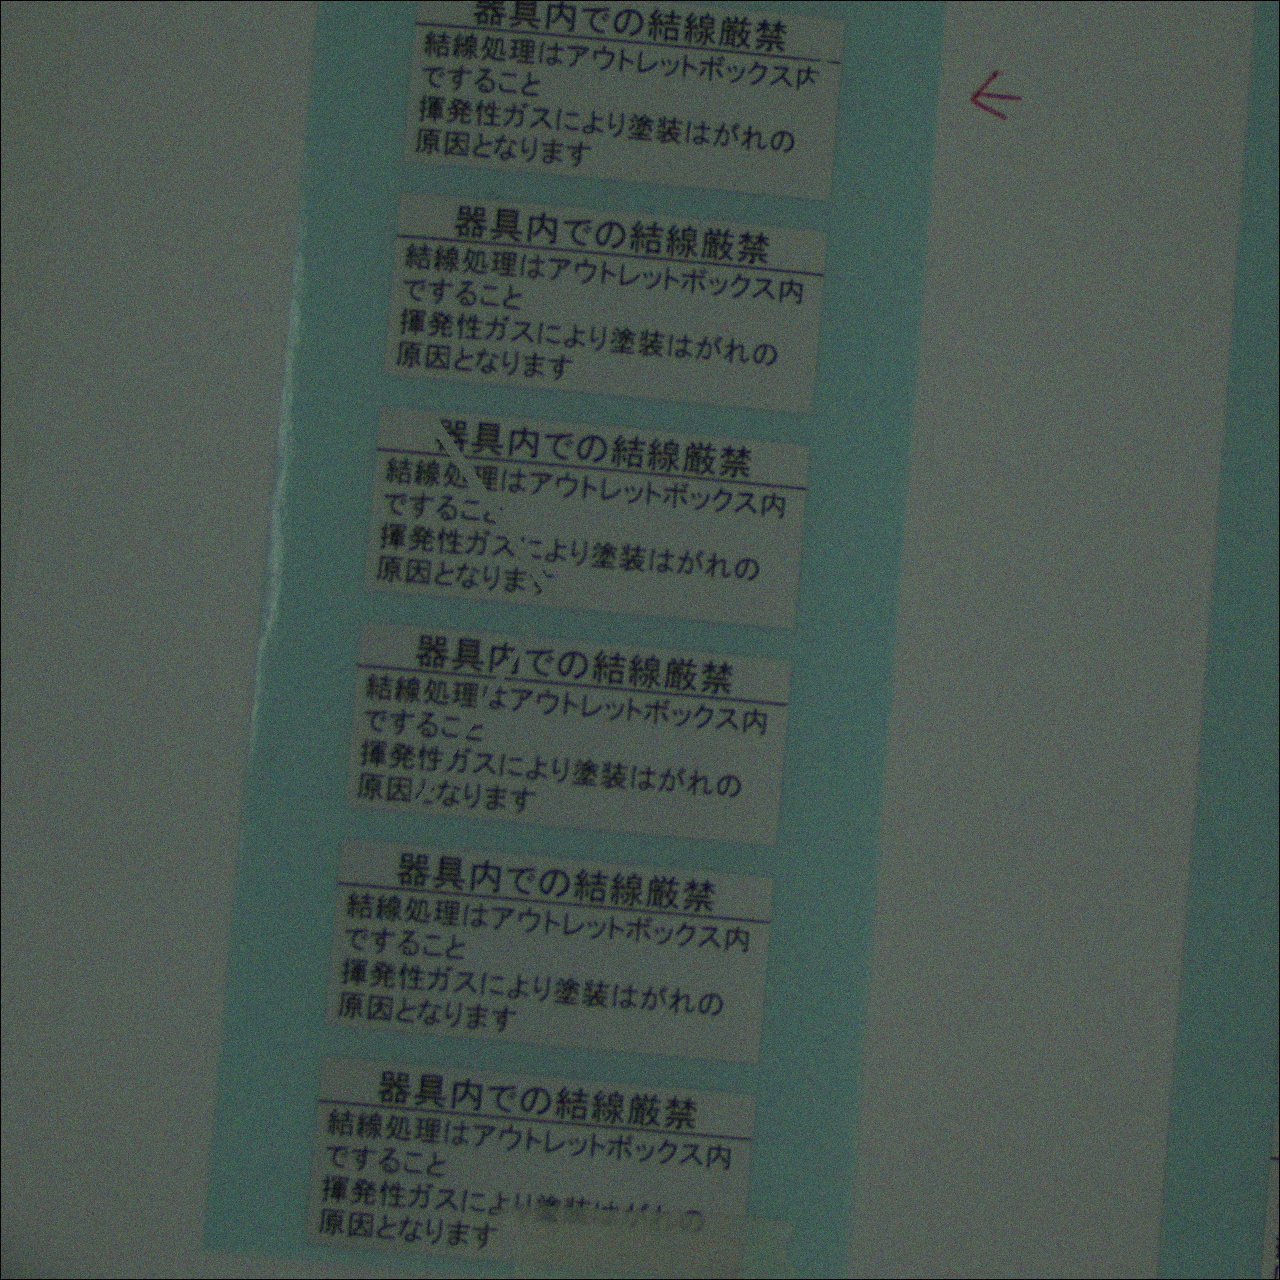 器具内での結線厳禁
結線処理はアウトレットボックス内
ですること
揮発性ガスにより塗装はがれの
原因となります
器具内での結線厳禁
結線処理はアウトレットボックス内
ですること
揮発性ガスにより塗装はがれの
原因となります
器具内での結線厳禁
結線処理はアウトレットボックス内
ですること
揮発性ガスにより塗装はがれの
原因となります
器具内での結線厳禁
結線処理はアウトレットボックス内
ですること
揮発性ガスにより塗装はがれの
原因となります
器具内での結線厳禁
結線処理はアウトレットボックス内
ですること
揮発性ガスにより塗装はがれの
原因となります
器具内での結線厳禁
結線処理はアウトレットボックス内
ですること
揮発性ガスにより塗装はがれの
原因となります